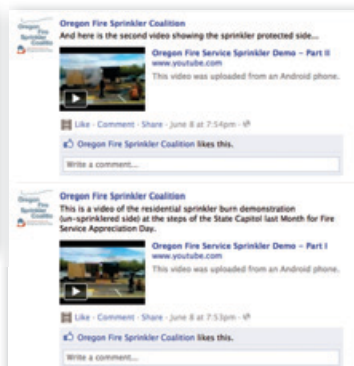 Oregon Fire Sprinkler Coalition
And here is the second video showing the sprinkler protected side...
Oregon Fire Service Sprinkler Demo - Part II
www.youtube.com
This video was uploaded from an Android phone.
Like · Comment · Share · June 8 at 7:54pm ·
Oregon Fire Sprinkler Coalition likes this.
Write a comment...
Oregon Fire Sprinkler Coalition
This is a video of the residential sprinkler burn demonstration
(un-sprinklered side) at the steps of the State Capitol last Month for Fire
Service Appreciation Day.
Oregon Fire Service Sprinkler Demo - Part I
www.youtube.com
This video was uploaded from an Android phone.
Like · Comment · Share · June 8 at 7:53pm ·
Oregon Fire Sprinkler Coalition likes this.
Write a comment...